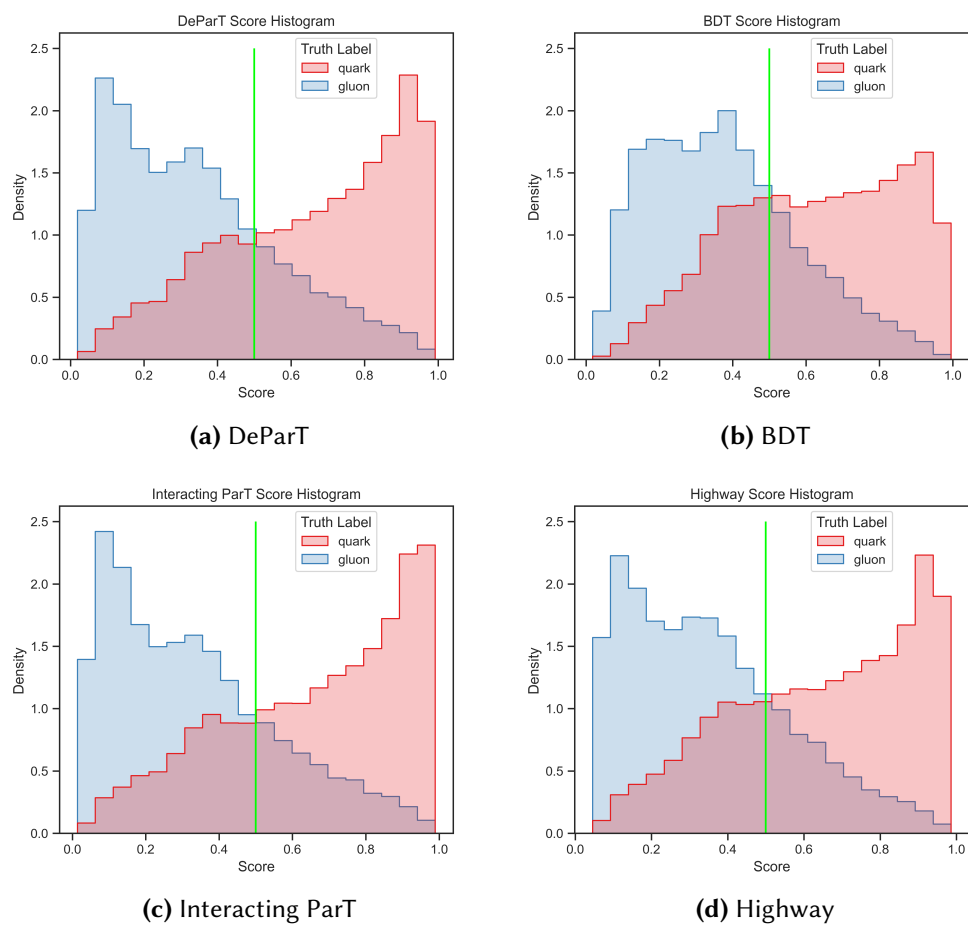 DeParT Score Histogram
2.5
2.0
1.5
1.0
0.5
0.0
Density
Truth Label
quark
gluon
0.0 0.2 0.4 0.6 0.8 1.0
Score
(a) DeParT
BDT Score Histogram
2.5
2.0
1.5
1.0
0.5
0.0
Density
Truth Label
quark
gluon
0.0 0.2 0.4 0.6 0.8 1.0
Score
(b) BDT
Interacting ParT Score Histogram
2.5
2.0
1.5
1.0
0.5
0.0
Density
Truth Label
quark
gluon
0.0 0.2 0.4 0.6 0.8 1.0
Score
(c) Interacting ParT
Highway Score Histogram
2.5
2.0
1.5
1.0
0.5
0.0
Density
Truth Label
quark
gluon
0.0 0.2 0.4 0.6 0.8 1.0
Score
(d) Highway